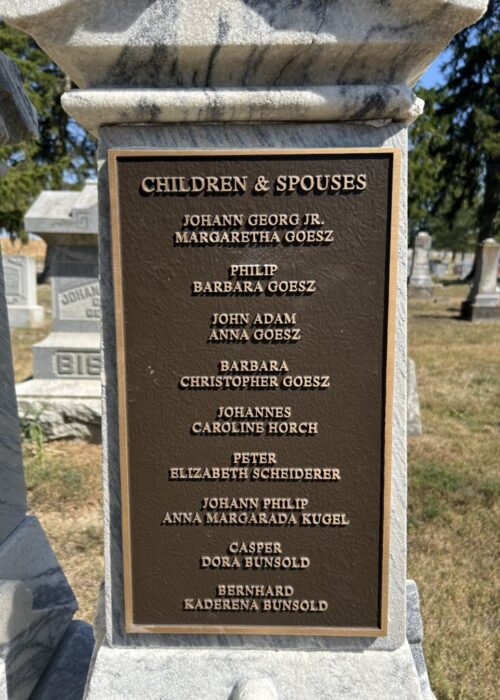 CHILDREN & SPOUSES
JOHANN GEORG JR.
MARGARETHA GOESZ
PHILIP
BARBARA GOESZ
JOHN ADAM
ANNA GOESZ
BARBARA
CHRISTOPHER GOESZ
JOHANNES
CAROLINE HORCH
PETER
ELIZABETH SCHEIDERER
JOHANN PHILIP
ANNA MARGARADA KUGEL
CASPER
DORA BUNSOLD
BERNHARD
KADERENA BUNSOLD